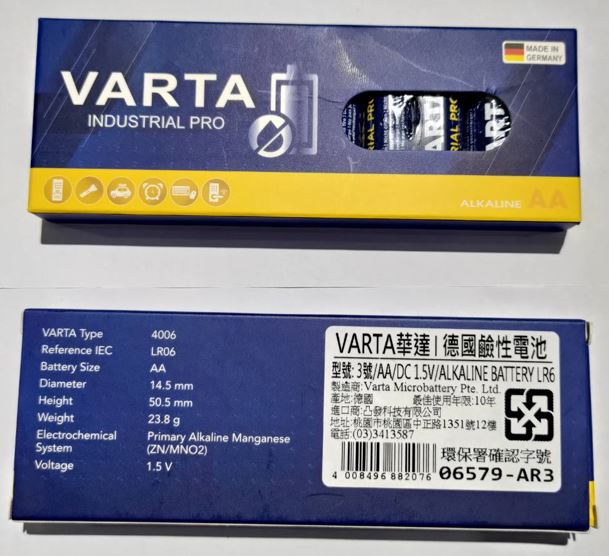 VARTA
INDUSTRIAL PRO
MADE IN
GERMANY
RIAL PRO
ARTA
RIAL PRO
ART
ALKALINE AA
VARTA Type 4006
Reference IEC LR06
Battery Size AA
Diameter 14.5 mm
Height 50.5 mm
Weight 23.8 g
Electrochemical Primary Alkaline Manganese
System (ZN/MNO2)
Voltage 1.5 V
VARTA華達|德國鹼性電池
型號: 3號/AA/DC 1.5V/ALKALINE BATTERY LR6
製造商: Varta Microbattery Pte. Ltd.
產地:德國 最佳使用年限:10年
進口商:凸發科技有限公司
地址:桃園市桃園區中正路1351號12樓
電話:(03)3413587
4 008496 882076
環保署確認字號
06579-AR3